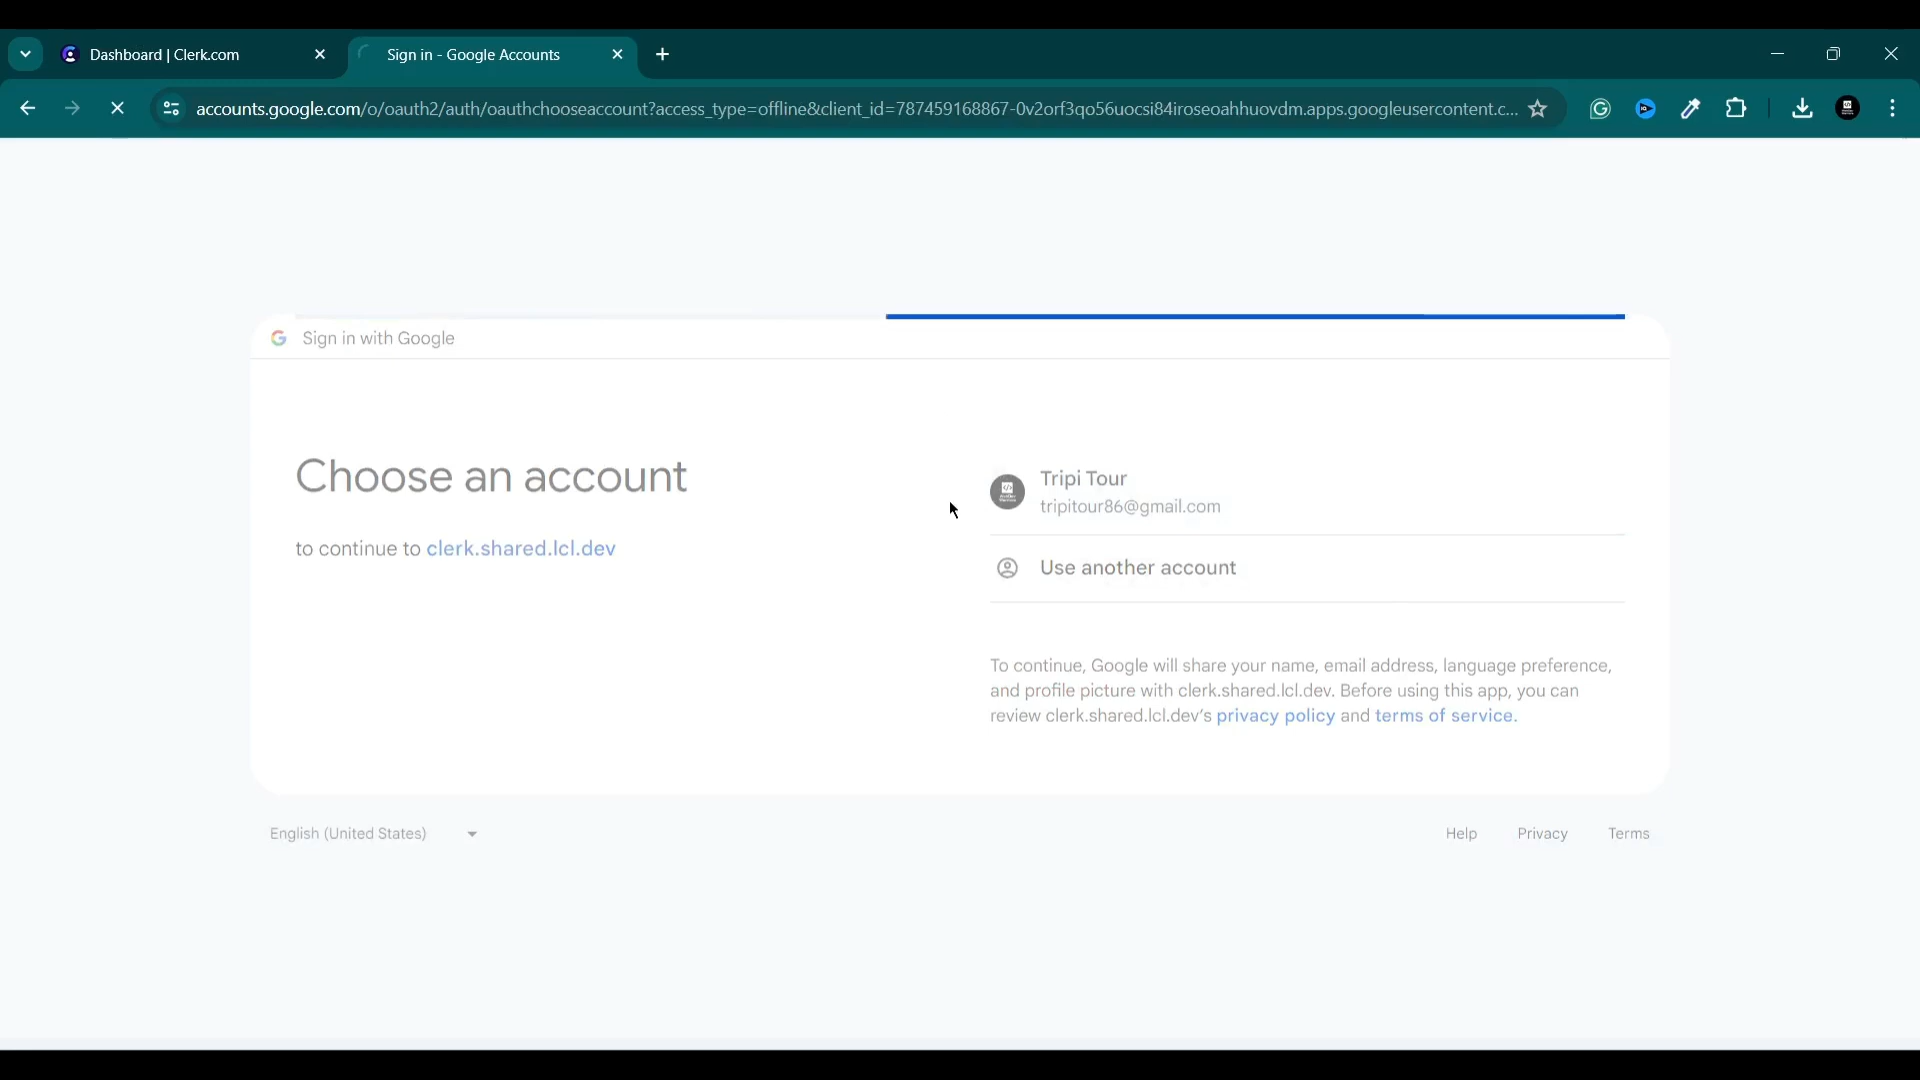 Dashboard | Clerk.com
Sign in - Google Accounts
accounts.google.com/o/oauth2/auth/oauthchooseaccount?access_type=offline&client_id=787459168867-0v2orf3qo56uocsi84iroseoahhuovdm.apps.googleusercontent.c...
Sign in with Google
Choose an account
to continue to clerk.shared.lcl.dev
Tripi Tour
tripitour86@gmail.com
Use another account
To continue, Google will share your name, email address, language preference,
and profile picture with clerk.shared.lcl.dev. Before using this app, you can
review clerk.shared.lcl.dev's privacy policy and terms of service.
English (United States)
Help Privacy Terms